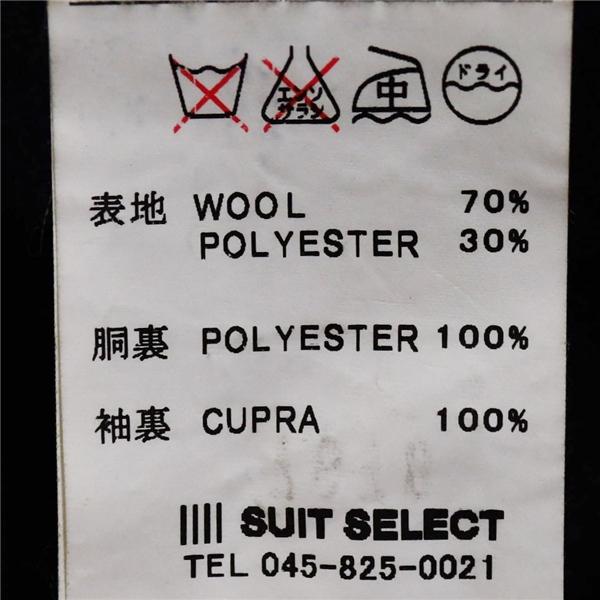 エンソ サラシ 中 ドライ
表地 WOOL 70%
POLYESTER 30%
胴裏 POLYESTER 100%
袖裏 CUPRA 100%
SUIT SELECT
TEL 045-825-0021